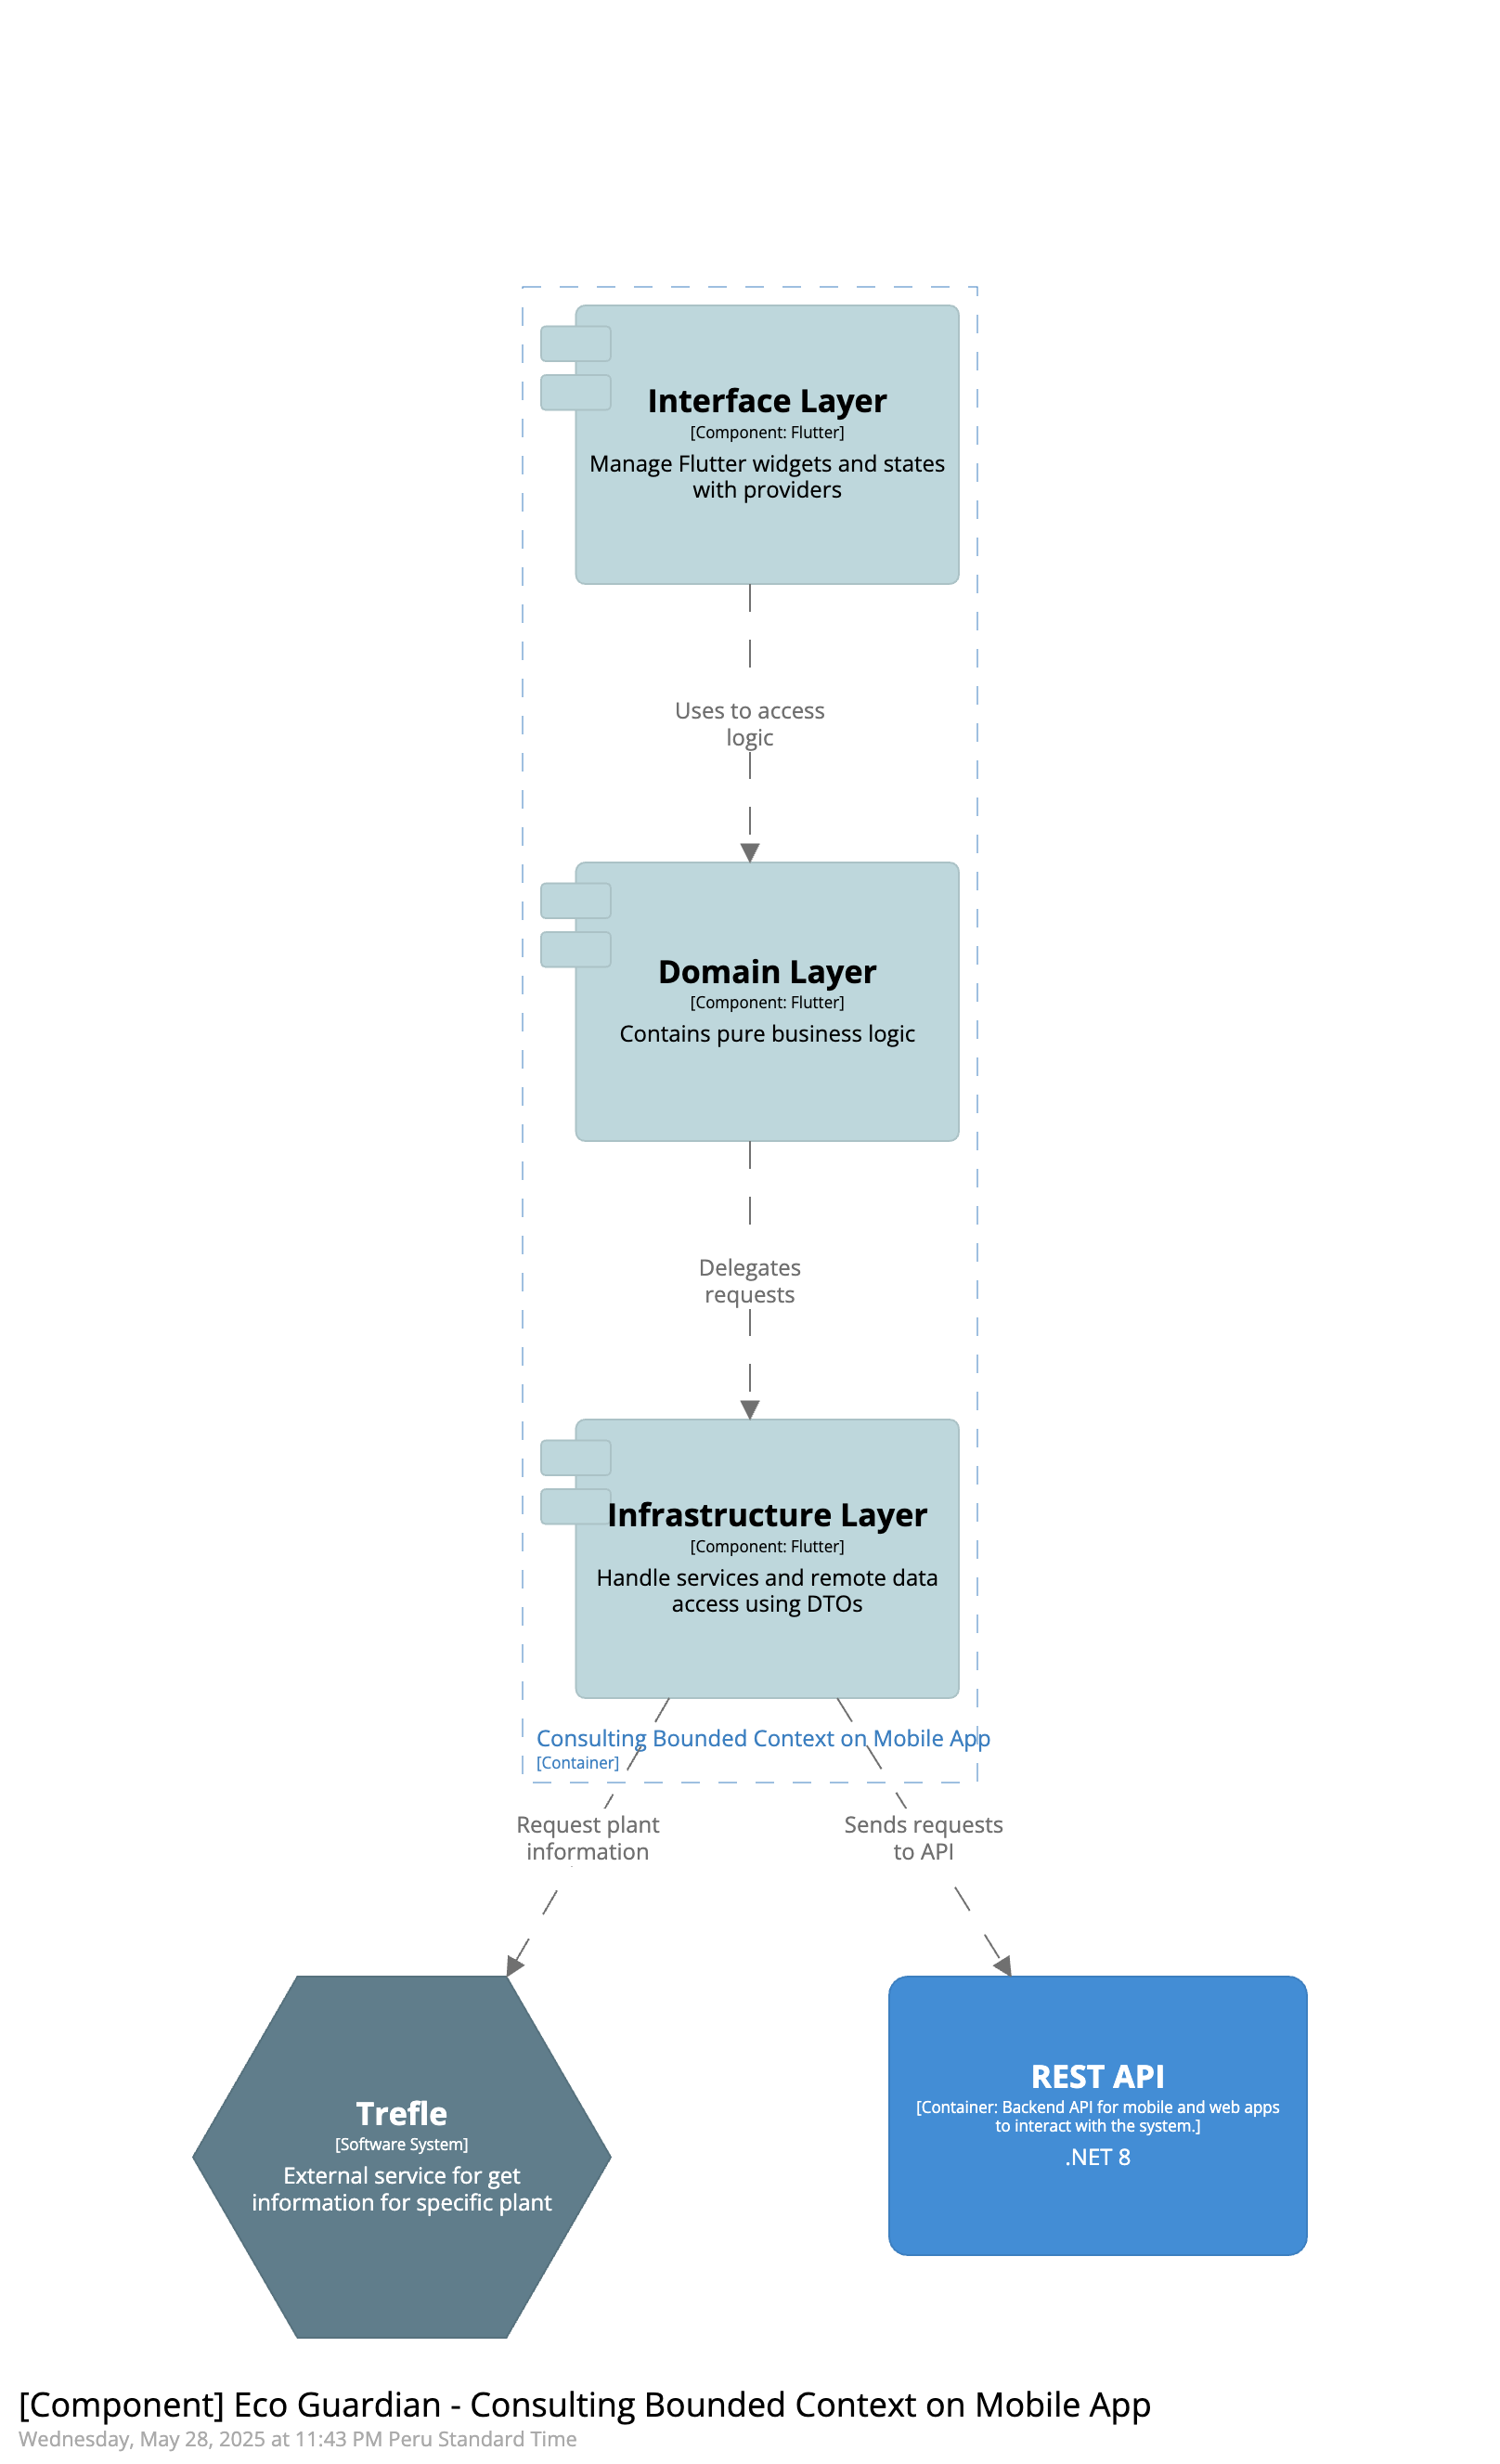 Interface Layer
[Component: Flutter]
Manage Flutter widgets and states
with providers
Uses to access
logic
Domain Layer
[Component: Flutter]
Contains pure business logic
Delegates
requests
Infrastructure Layer
[Component: Flutter]
Handle services and remote data
access using DTOs
Consulting Bounded Context on Mobile App
[Container]
Request plant
information
Sends requests
to API
Trefle
[Software System]
External service for get
information for specific plant
REST API
[Container: Backend API for mobile and web apps
to interact with the system.]
.NET 8
[Component] Eco Guardian - Consulting Bounded Context on Mobile App
Wednesday, May 28, 2025 at 11:43 PM Peru Standard Time